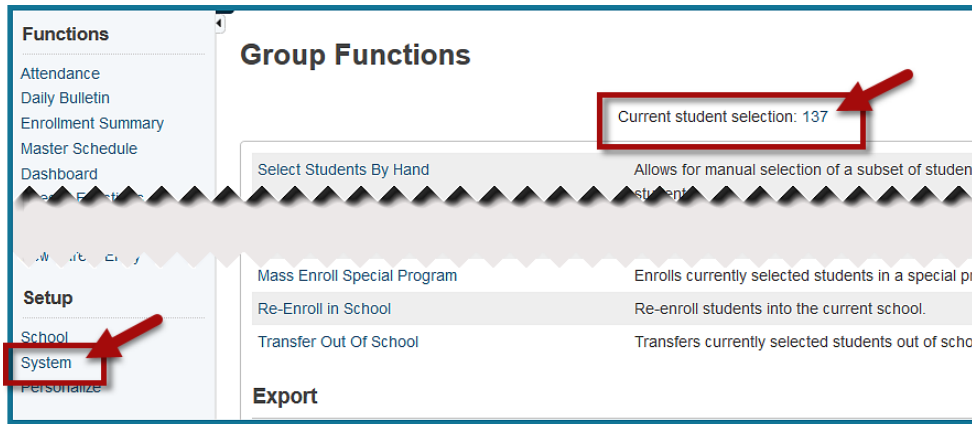 Functions
Attendance
Daily Bulletin
Enrollment Summary
Master Schedule
Dashboard
Setup
School
System
Personalize
Group Functions
Current student selection: 137
Select Students By Hand
Allows for manual selection of a subset of studen
student
Mass Enroll Special Program
Enrolls currently selected students in a special pr
Re-Enroll in School
Re-enroll students into the current school.
Transfer Out Of School
Transfers currently selected students out of scho
Export